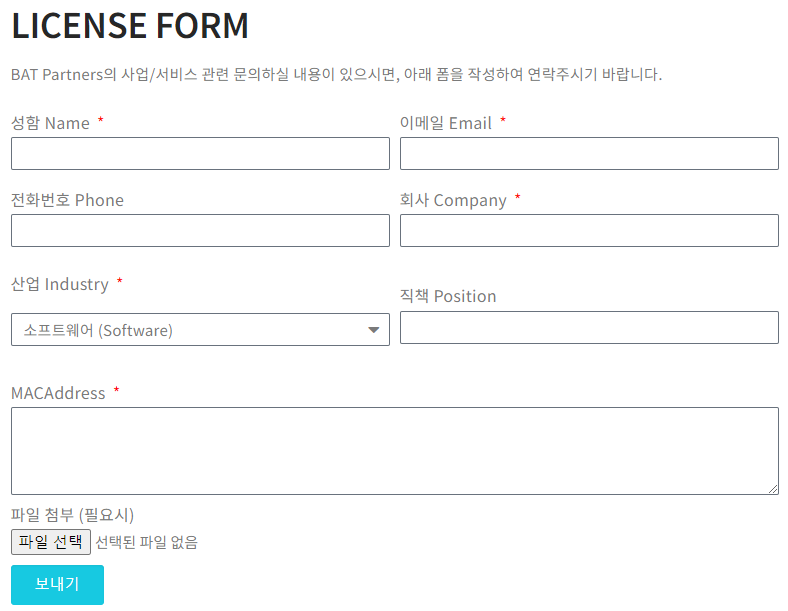 LICENSE FORM
BAT Partners의 사업/서비스 관련 문의하실 내용이 있으시면, 아래 폼을 작성하여 연락주시기 바랍니다.
성함 Name *
이메일 Email *
전화번호 Phone
회사 Company *
산업 Industry *
직책 Position
소프트웨어 (Software)
MACAddress *
파일 첨부 (필요시)
파일 선택 선택된 파일 없음
보내기